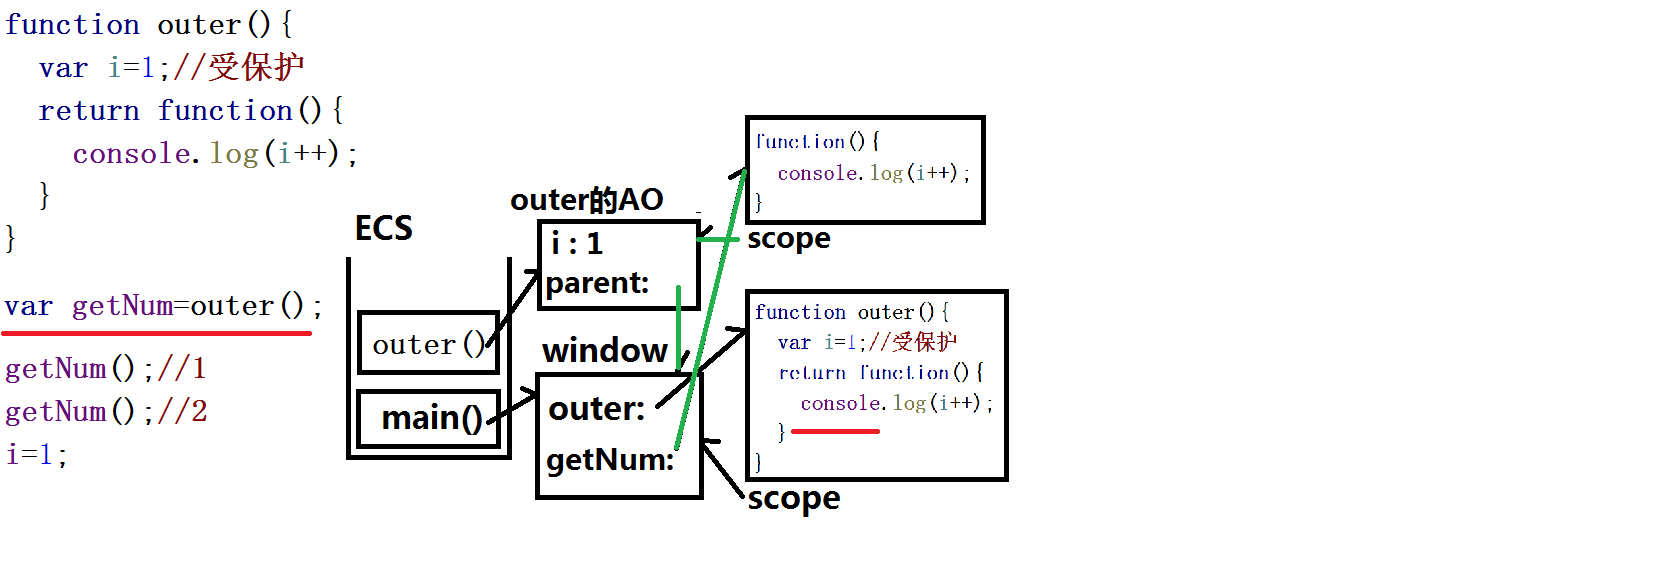 function outer(){
var i=1;//受保护
return function(){
console.log(i++);
}
}
var getNum=outer();
getNum();//1
getNum();//2
i=1;
ECS
outer()
main()
outer的AO
i : 1
parent:
window
outer:
getNum:
function(){
console.log(i++);
}
scope
function outer(){
var i=1;//受保护
return function(){
console.log(i++);
}
}
scope